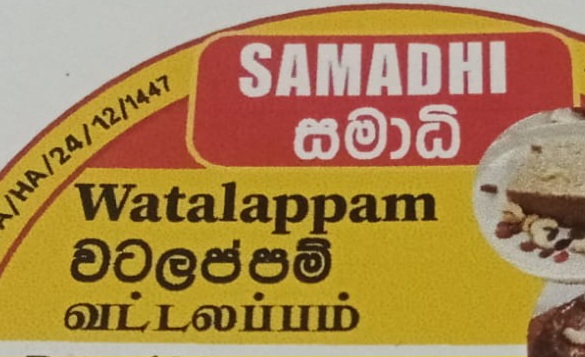 A/HA/24/12/1447
SAMADHI
සමාධි
Watalappam
වටලප්පම්
வட்டலப்பம்